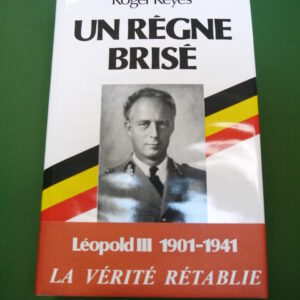 Roger Keyes
UN RÈGNE
BRISÉ
Léopold III 1901-1941
LA VÉRITÉ RÉTABLIE